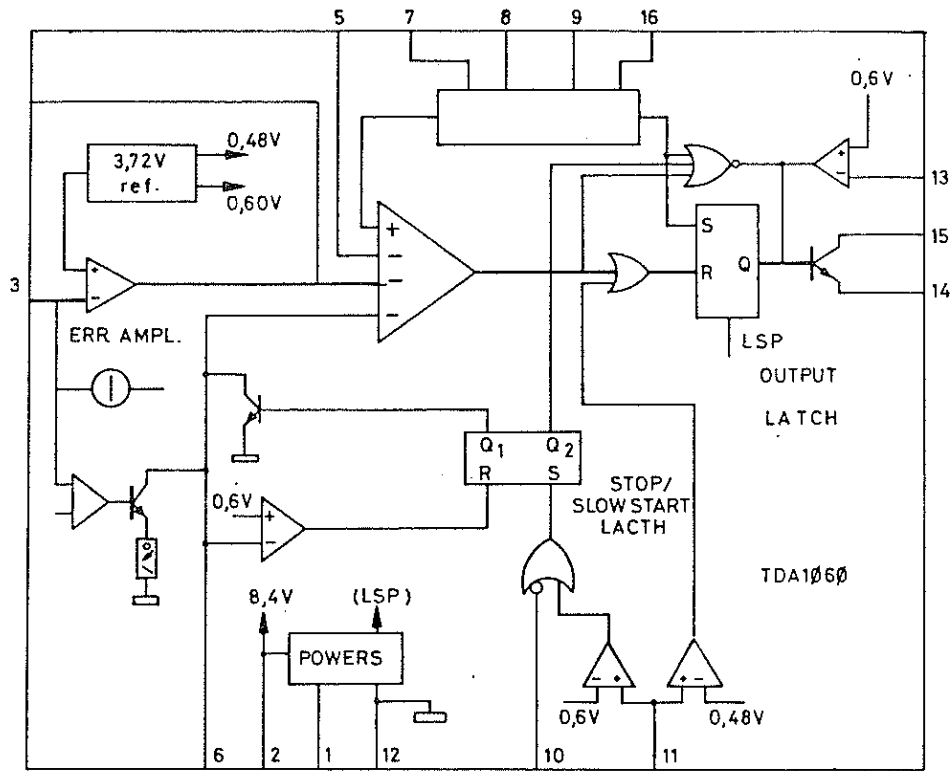 5 7 8 9 16
0,6V
0,48V
3,72V
ref.
0,60V
13
+
-
15
S
+
-
-
-
R Q
14
3
+
-
ERR AMPL.
LSP
OUTPUT
LATCH
Q1 Q2
R S
STOP/
SLOWSTART
LACTH
0,6V
+
-
TDA1Ø6Ø
8,4V
(LSP)
POWERS
- +
+ -
0,6V
0,48V
6 2 1 12 10 11